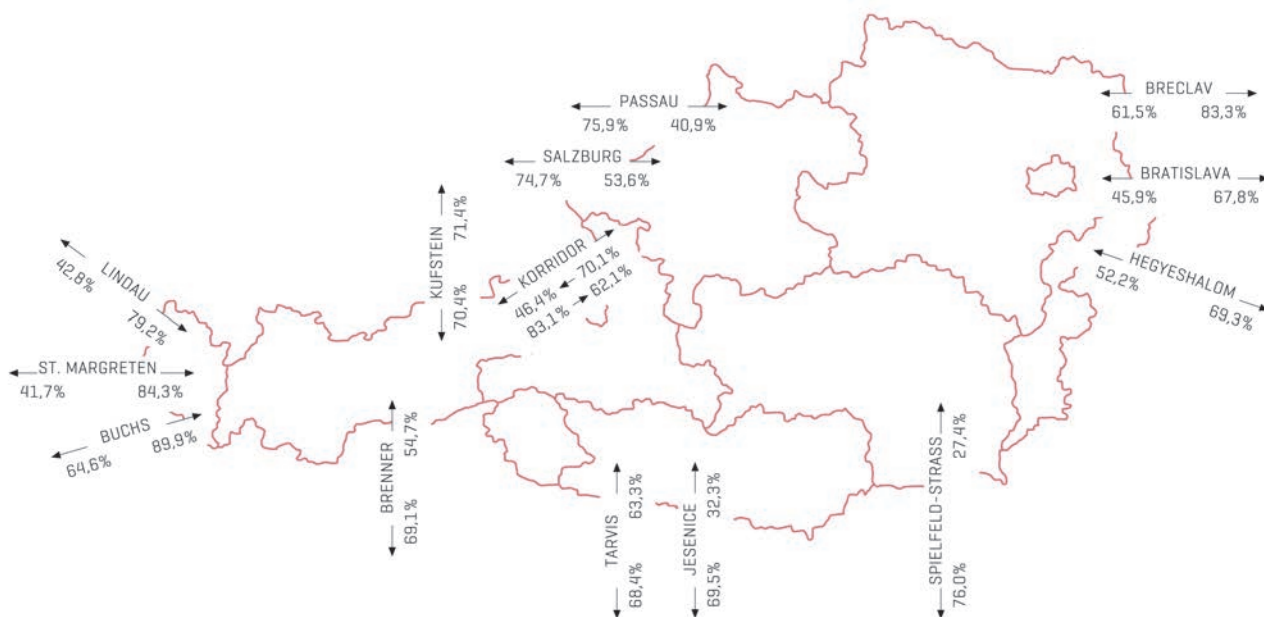 PASSAU
75,9% 40,9%
BRECLAV
61,5% 83,3%
SALZBURG
74,7% 53,6%
BRATISLAVA
45,9% 67,8%
KUFSTEIN
70,4% 71,4%
KORRIDOR
46,4% 70,1%
83,1% 62,1%
LINDAU
42,8% 79,2%
HEGYESHALOM
52,2% 69,3%
ST. MARGRETEN
41,7% 84,3%
BUCHS
64,6% 89,9%
BRENNER
69,1% 54,7%
TARVIS
68,4% 63,3%
JESENICE
69,5% 32,3%
SPIELFELD-STRASS
76,0% 27,4%